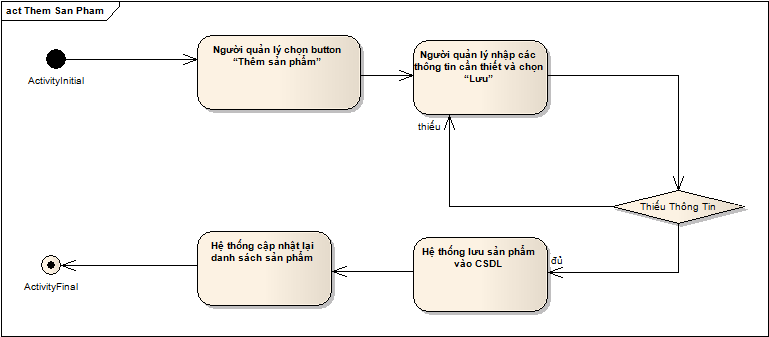 act Them San Pham
ActivityInitial
Người quản lý chọn button
“Thêm sản phẩm”
Người quản lý nhập các
thông tin cần thiết và chọn
“Lưu”
thiếu
Thiếu Thông Tin
đủ
Hệ thống lưu sản phẩm
vào CSDL
Hệ thống cập nhật lại
danh sách sản phẩm
ActivityFinal